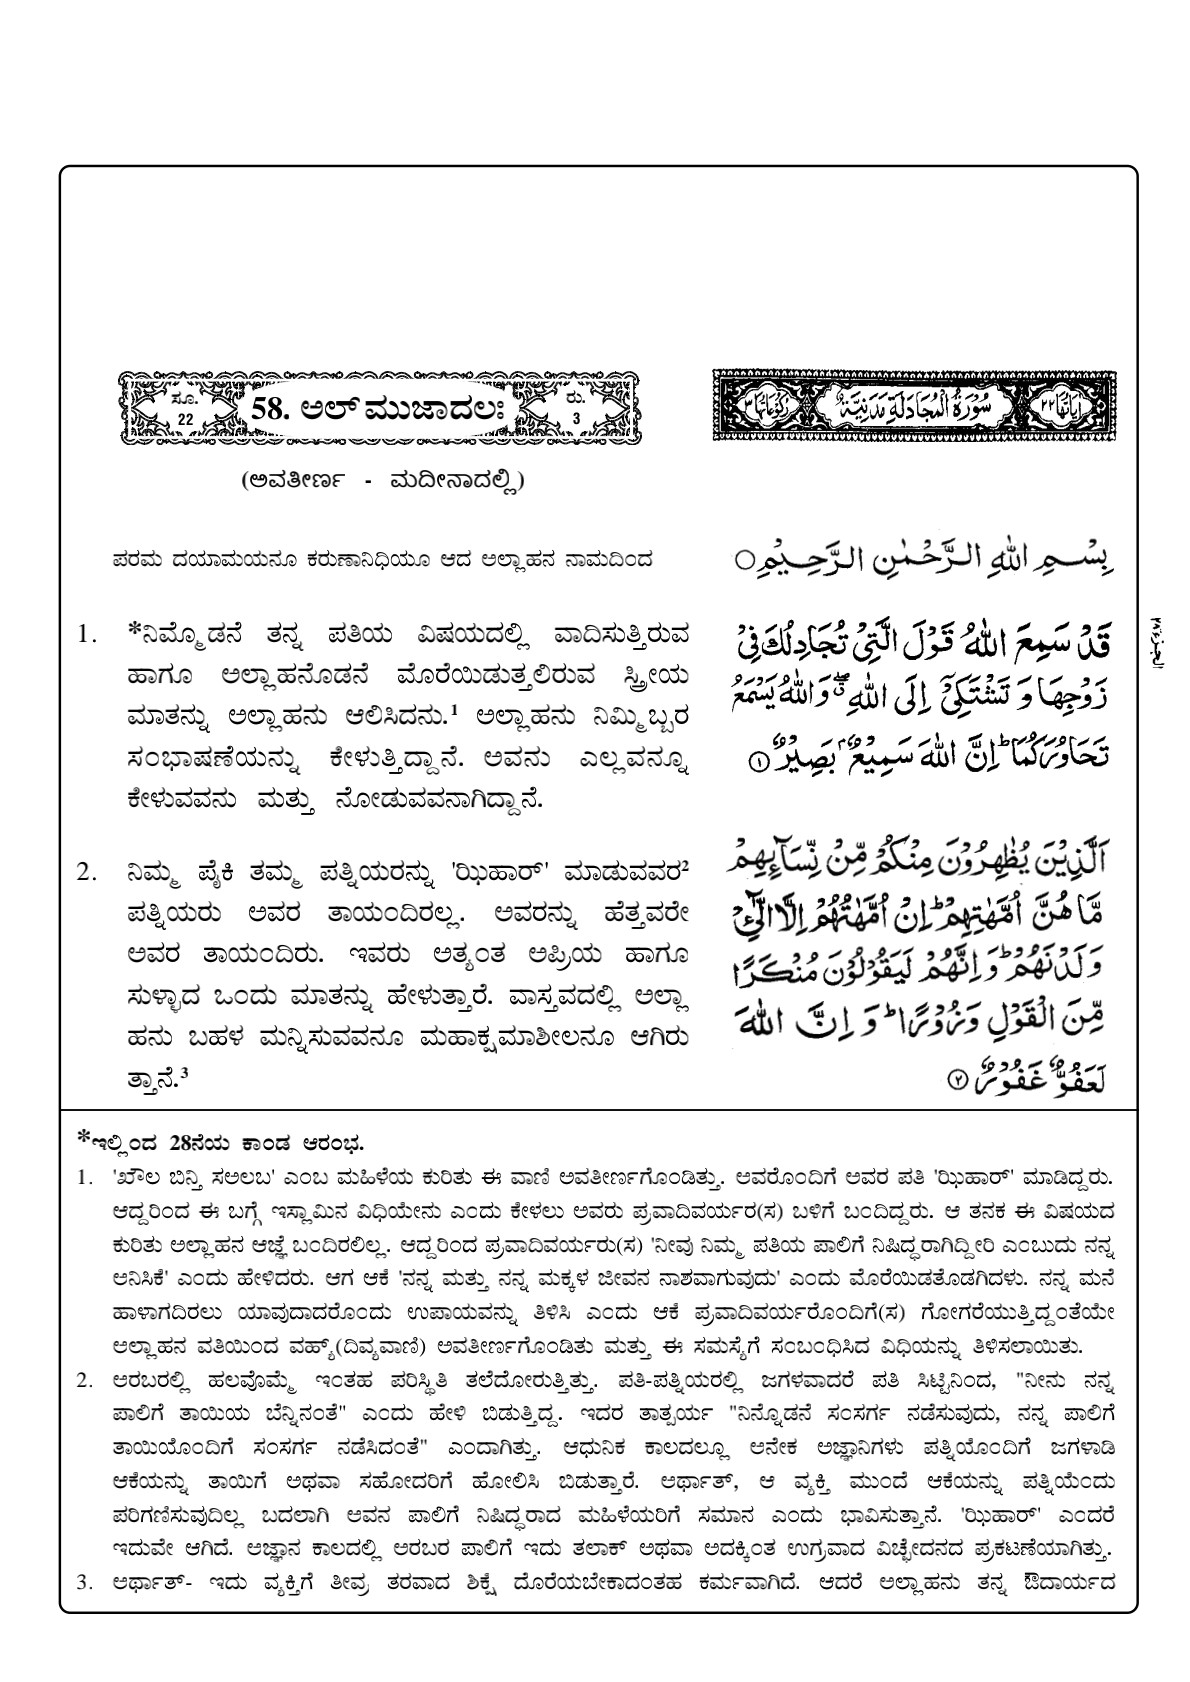 ಸೂ.
22
58. ಅಲ್ ಮುಜಾದಲಃ
ರು.
3
اٰيَاتُهَا ٢٢
سُوْرَةُ الْمُجَادَلَةِ مَدَنِيَّةٌ
رُكُوْعَاتُهَا ٣
(ಅವತೀರ್ಣ - ಮದೀನಾದಲ್ಲಿ)
ಪರಮ ದಯಾಮಯನೂ ಕರುಣಾನಿಧಿಯೂ ಆದ ಅಲ್ಲಾಹನ ನಾಮದಿಂದ
بِسْمِ اللّٰهِ الرَّحْمٰنِ الرَّحِيْمِ ○
1. *ನಿಮ್ಮೊಡನೆ ತನ್ನ ಪತಿಯ ವಿಷಯದಲ್ಲಿ ವಾದಿಸುತ್ತಿರುವ
ಹಾಗೂ ಅಲ್ಲಾಹನೊಡನೆ ಮೊರೆಯಿಡುತ್ತಲಿರುವ ಸ್ತ್ರೀಯ
ಮಾತನ್ನು ಅಲ್ಲಾಹನು ಆಲಿಸಿದನು.¹ ಅಲ್ಲಾಹನು ನಿಮ್ಮಿಬ್ಬರ
ಸಂಭಾಷಣೆಯನ್ನು ಕೇಳುತ್ತಿದ್ದಾನೆ. ಅವನು ಎಲ್ಲವನ್ನೂ
ಕೇಳುವವನು ಮತ್ತು ನೋಡುವವನಾಗಿದ್ದಾನೆ.
قَدْ سَمِعَ اللّٰهُ قَوْلَ الَّتِيْ تُجَادِلُكَ فِيْ
زَوْجِهَا وَ تَشْتَكِيْٓ اِلَى اللّٰهِ ۖ وَاللّٰهُ يَسْمَعُ
تَحَاوُرَكُمَا ؕ اِنَّ اللّٰهَ سَمِيْعٌۢ بَصِيْرٌ ۝١
الجزء ٢٨
2. ನಿಮ್ಮ ಪೈಕಿ ತಮ್ಮ ಪತ್ನಿಯರನ್ನು 'ಝಿಹಾರ್' ಮಾಡುವವರ²
ಪತ್ನಿಯರು ಅವರ ತಾಯಂದಿರಲ್ಲ. ಅವರನ್ನು ಹೆತ್ತವರೇ
ಅವರ ತಾಯಂದಿರು. ಇವರು ಅತ್ಯಂತ ಅಪ್ರಿಯ ಹಾಗೂ
ಸುಳ್ಳಾದ ಒಂದು ಮಾತನ್ನು ಹೇಳುತ್ತಾರೆ. ವಾಸ್ತವದಲ್ಲಿ ಅಲ್ಲಾ
ಹನು ಬಹಳ ಮನ್ನಿಸುವವನೂ ಮಹಾಕ್ಷಮಾಶೀಲನೂ ಆಗಿರು
ತ್ತಾನೆ.³
اَلَّذِيْنَ يُظٰهِرُوْنَ مِنْكُمْ مِّنْ نِّسَآئِهِمْ
مَّا هُنَّ اُمَّهٰتِهِمْ ؕ اِنْ اُمَّهٰتُهُمْ اِلَّا الّٰٓـِٔيْ
وَلَدْنَهُمْ ؕ وَاِنَّهُمْ لَيَقُوْلُوْنَ مُنْكَرًا
مِّنَ الْقَوْلِ وَزُوْرًا ؕ وَ اِنَّ اللّٰهَ
لَعَفُوٌّ غَفُوْرٌ ۝٢
*ಇಲ್ಲಿಂದ 28ನೆಯ ಕಾಂಡ ಆರಂಭ.
1. 'ಖೌಲ ಬಿನ್ತಿ ಸಅಲಬ' ಎಂಬ ಮಹಿಳೆಯ ಕುರಿತು ಈ ವಾಣಿ ಅವತೀರ್ಣಗೊಂಡಿತ್ತು. ಅವರೊಂದಿಗೆ ಅವರ ಪತಿ 'ಝಿಹಾರ್' ಮಾಡಿದ್ದರು.
ಆದ್ದರಿಂದ ಈ ಬಗ್ಗೆ ಇಸ್ಲಾಮಿನ ವಿಧಿಯೇನು ಎಂದು ಕೇಳಲು ಅವರು ಪ್ರವಾದಿವರ್ಯರ(ಸ) ಬಳಿಗೆ ಬಂದಿದ್ದರು. ಆ ತನಕ ಈ ವಿಷಯದ
ಕುರಿತು ಅಲ್ಲಾಹನ ಆಜ್ಞೆ ಬಂದಿರಲಿಲ್ಲ. ಆದ್ದರಿಂದ ಪ್ರವಾದಿವರ್ಯರು(ಸ) 'ನೀವು ನಿಮ್ಮ ಪತಿಯ ಪಾಲಿಗೆ ನಿಷಿದ್ಧರಾಗಿದ್ದೀರಿ ಎಂಬುದು ನನ್ನ
ಅನಿಸಿಕೆ' ಎಂದು ಹೇಳಿದರು. ಆಗ ಆಕೆ 'ನನ್ನ ಮತ್ತು ನನ್ನ ಮಕ್ಕಳ ಜೀವನ ನಾಶವಾಗುವುದು' ಎಂದು ಮೊರೆಯಿಡತೊಡಗಿದಳು. ನನ್ನ ಮನೆ
ಹಾಳಾಗದಿರಲು ಯಾವುದಾದರೊಂದು ಉಪಾಯವನ್ನು ತಿಳಿಸಿ ಎಂದು ಆಕೆ ಪ್ರವಾದಿವರ್ಯರೊಂದಿಗೆ(ಸ) ಗೋಗರೆಯುತ್ತಿದ್ದಂತೆಯೇ
ಅಲ್ಲಾಹನ ವತಿಯಿಂದ ವಹ್ಯ್(ದಿವ್ಯವಾಣಿ) ಅವತೀರ್ಣಗೊಂಡಿತು ಮತ್ತು ಈ ಸಮಸ್ಯೆಗೆ ಸಂಬಂಧಿಸಿದ ವಿಧಿಯನ್ನು ತಿಳಿಸಲಾಯಿತು.
2. ಅರಬರಲ್ಲಿ ಹಲವೊಮ್ಮೆ ಇಂತಹ ಪರಿಸ್ಥಿತಿ ತಲೆದೋರುತ್ತಿತ್ತು. ಪತಿ-ಪತ್ನಿಯರಲ್ಲಿ ಜಗಳವಾದರೆ ಪತಿ ಸಿಟ್ಟಿನಿಂದ, "ನೀನು ನನ್ನ
ಪಾಲಿಗೆ ತಾಯಿಯ ಬೆನ್ನಿನಂತೆ" ಎಂದು ಹೇಳಿ ಬಿಡುತ್ತಿದ್ದ. ಇದರ ತಾತ್ಪರ್ಯ "ನಿನ್ನೊಡನೆ ಸಂಸರ್ಗ ನಡೆಸುವುದು, ನನ್ನ ಪಾಲಿಗೆ
ತಾಯಿಯೊಂದಿಗೆ ಸಂಸರ್ಗ ನಡೆಸಿದಂತೆ" ಎಂದಾಗಿತ್ತು. ಆಧುನಿಕ ಕಾಲದಲ್ಲೂ ಅನೇಕ ಅಜ್ಞಾನಿಗಳು ಪತ್ನಿಯೊಂದಿಗೆ ಜಗಳಾಡಿ
ಆಕೆಯನ್ನು ತಾಯಿಗೆ ಅಥವಾ ಸಹೋದರಿಗೆ ಹೋಲಿಸಿ ಬಿಡುತ್ತಾರೆ. ಅರ್ಥಾತ್, ಆ ವ್ಯಕ್ತಿ ಮುಂದೆ ಆಕೆಯನ್ನು ಪತ್ನಿಯೆಂದು
ಪರಿಗಣಿಸುವುದಿಲ್ಲ ಬದಲಾಗಿ ಅವನ ಪಾಲಿಗೆ ನಿಷಿದ್ಧರಾದ ಮಹಿಳೆಯರಿಗೆ ಸಮಾನ ಎಂದು ಭಾವಿಸುತ್ತಾನೆ. 'ಝಿಹಾರ್' ಎಂದರೆ
ಇದುವೇ ಆಗಿದೆ. ಅಜ್ಞಾನ ಕಾಲದಲ್ಲಿ ಅರಬರ ಪಾಲಿಗೆ ಇದು ತಲಾಕ್ ಅಥವಾ ಅದಕ್ಕಿಂತ ಉಗ್ರವಾದ ವಿಚ್ಛೇದನದ ಪ್ರಕಟಣೆಯಾಗಿತ್ತು.
3. ಅರ್ಥಾತ್- ಇದು ವ್ಯಕ್ತಿಗೆ ತೀವ್ರ ತರವಾದ ಶಿಕ್ಷೆ ದೊರೆಯಬೇಕಾದಂತಹ ಕರ್ಮವಾಗಿದೆ. ಆದರೆ ಅಲ್ಲಾಹನು ತನ್ನ ಔದಾರ್ಯದ